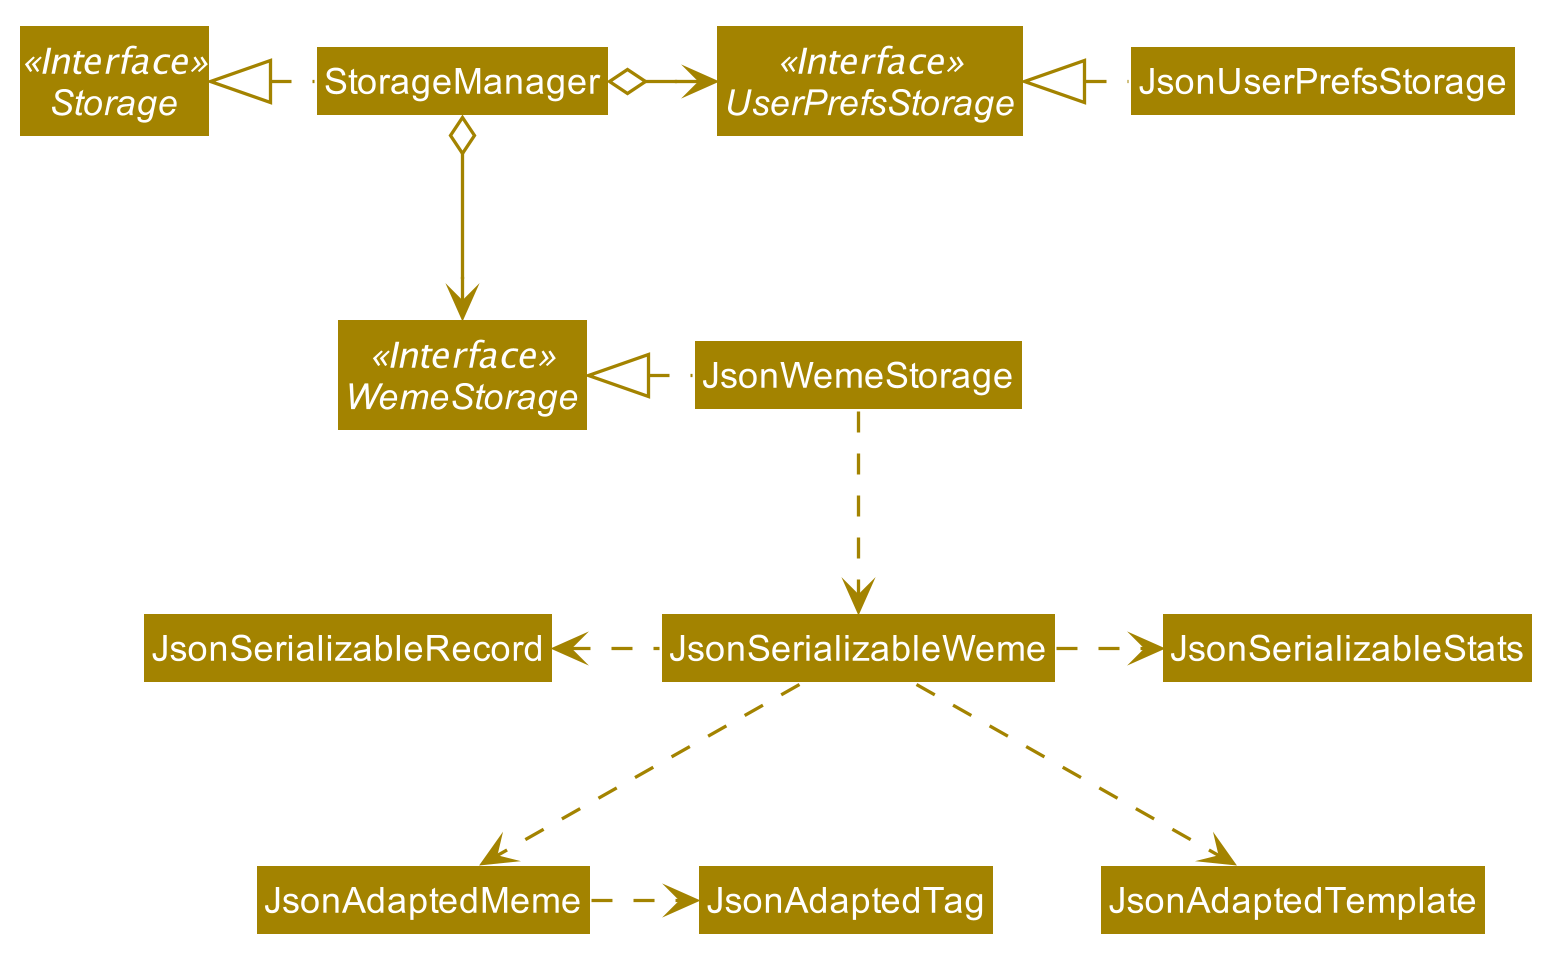 «Interface»
Storage
StorageManager
«Interface»
UserPrefsStorage
JsonUserPrefsStorage
«Interface»
WemeStorage
JsonWemeStorage
JsonSerializableRecord
JsonSerializableWeme
JsonSerializableStats
JsonAdaptedMeme
JsonAdaptedTag
JsonAdaptedTemplate